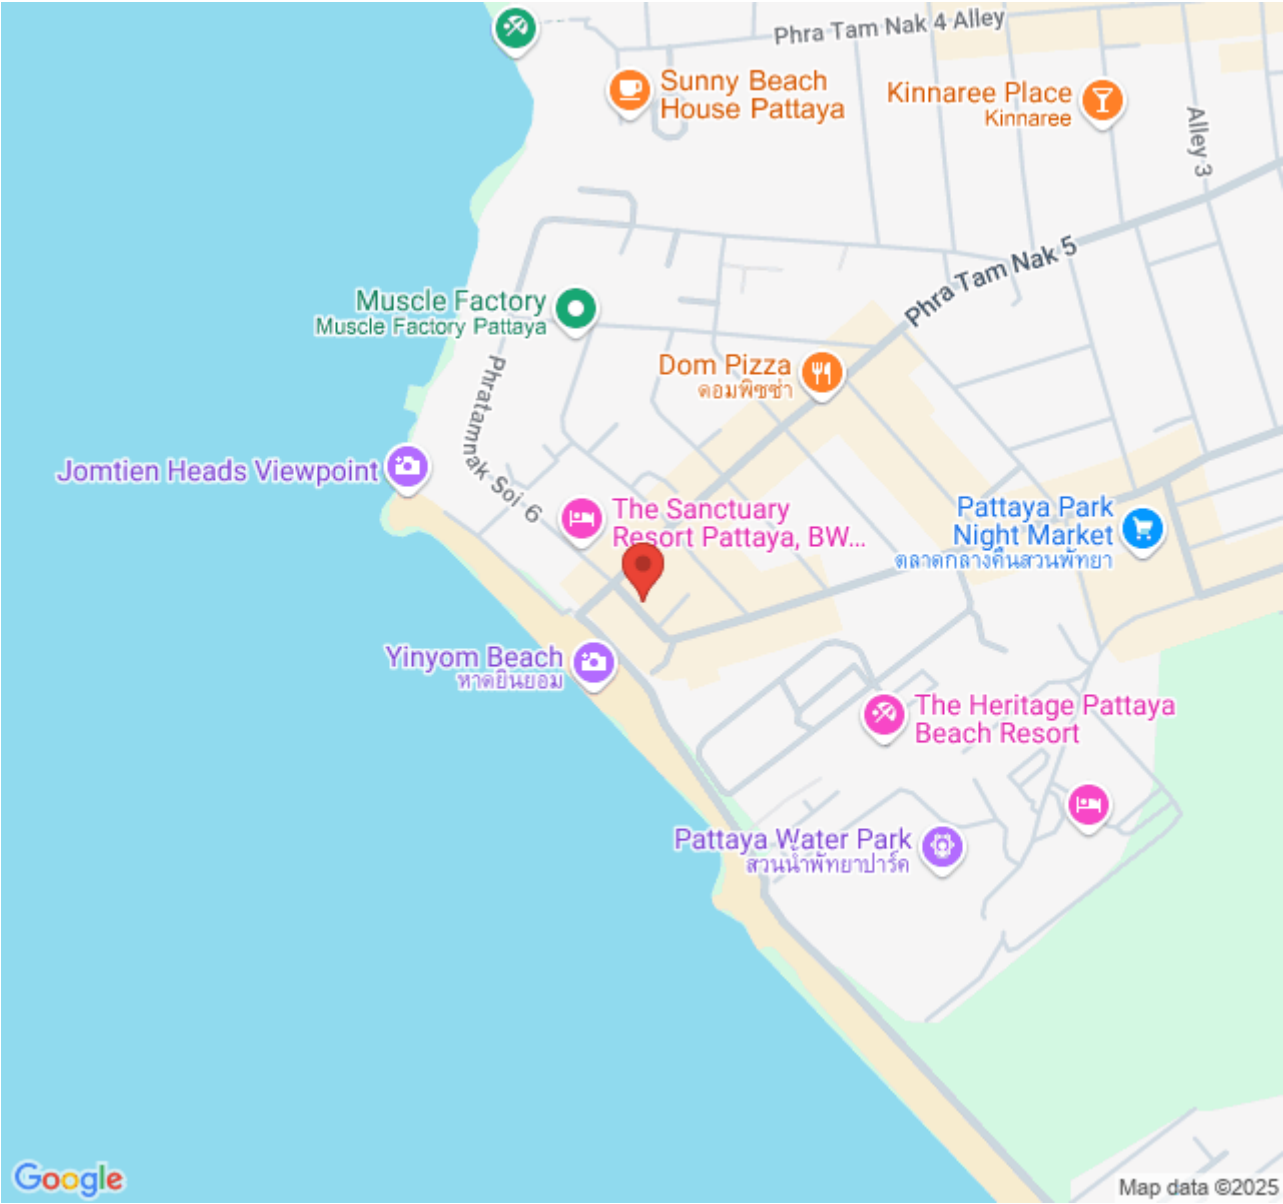 Phra Tam Nak 4 Alley
Sunny Beach
House Pattaya
Kinnaree Place
Kinnaree
Alley 3
Phra Tam Nak 5
Muscle Factory
Muscle Factory Pattaya
Dom Pizza
ดอมพิซซ่า
Phratamnak Soi 6
Jomtien Heads Viewpoint
The Sanctuary
Resort Pattaya, BW...
Pattaya Park
Night Market
ตลาดกลางคืนสวนพัทยา
Yinyom Beach
หาดยินยอม
The Heritage Pattaya
Beach Resort
Pattaya Water Park
สวนน้ำพัทยาปาร์ค
Google
Map data ©2025